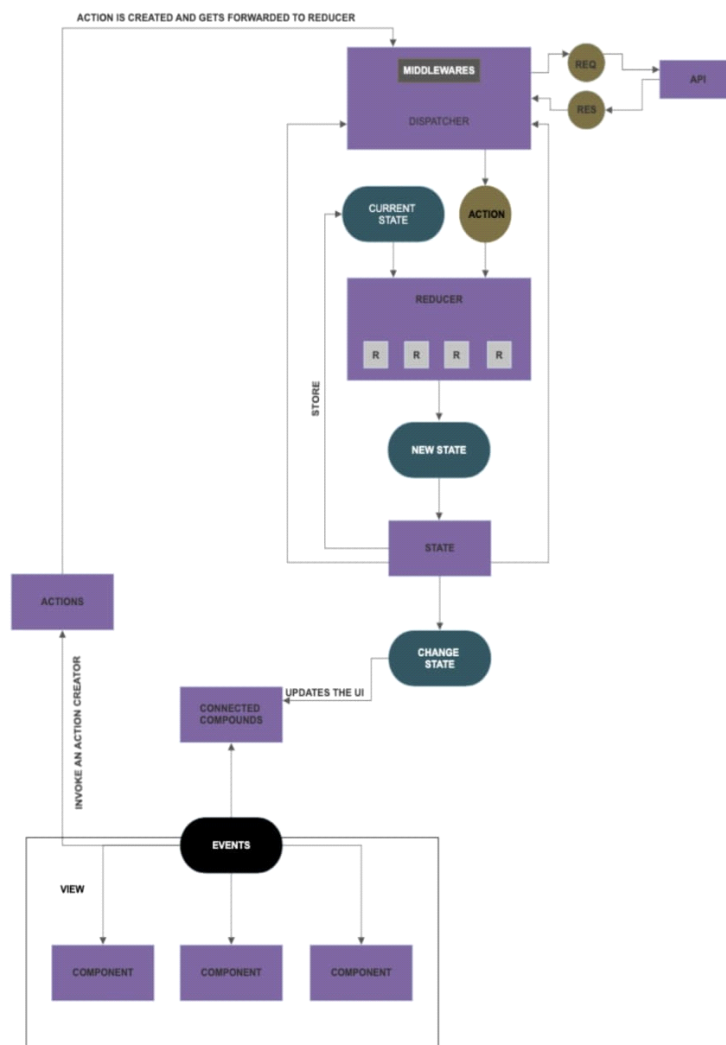 ACTION IS CREATED AND GETS FORWARDED TO REDUCER
MIDDLEWARES
DISPATCHER
REQ
RES
API
CURRENT
STATE
ACTION
REDUCER
R
R
R
R
STORE
NEW STATE
STATE
ACTIONS
CHANGE
STATE
UPDATES THE UI
CONNECTED
COMPOUNDS
INVOKE AN ACTION CREATOR
EVENTS
VIEW
COMPONENT
COMPONENT
COMPONENT